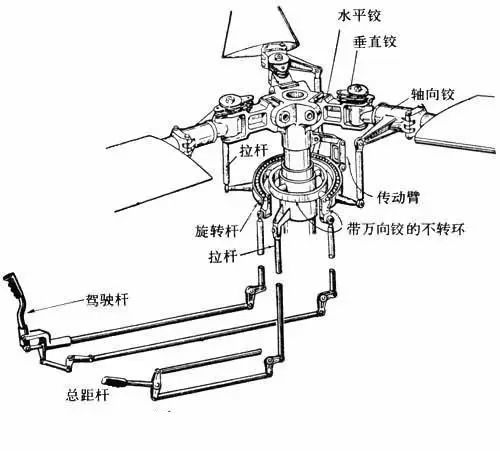 水平铰
垂直铰
轴向铰
拉杆
传动臂
旋转杆
带万向铰的不转环
拉杆
驾驶杆
总距杆